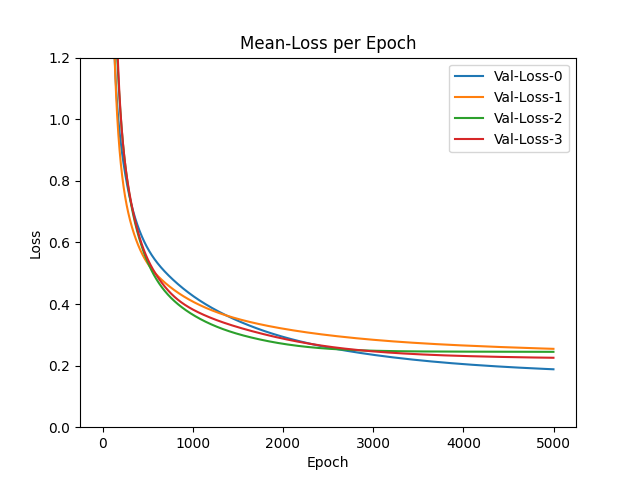 Mean-Loss per Epoch
1.2
1.0
0.8
0.6
0.4
0.2
0.0
Loss
Val-Loss-0
Val-Loss-1
Val-Loss-2
Val-Loss-3
0 1000 2000 3000 4000 5000
Epoch